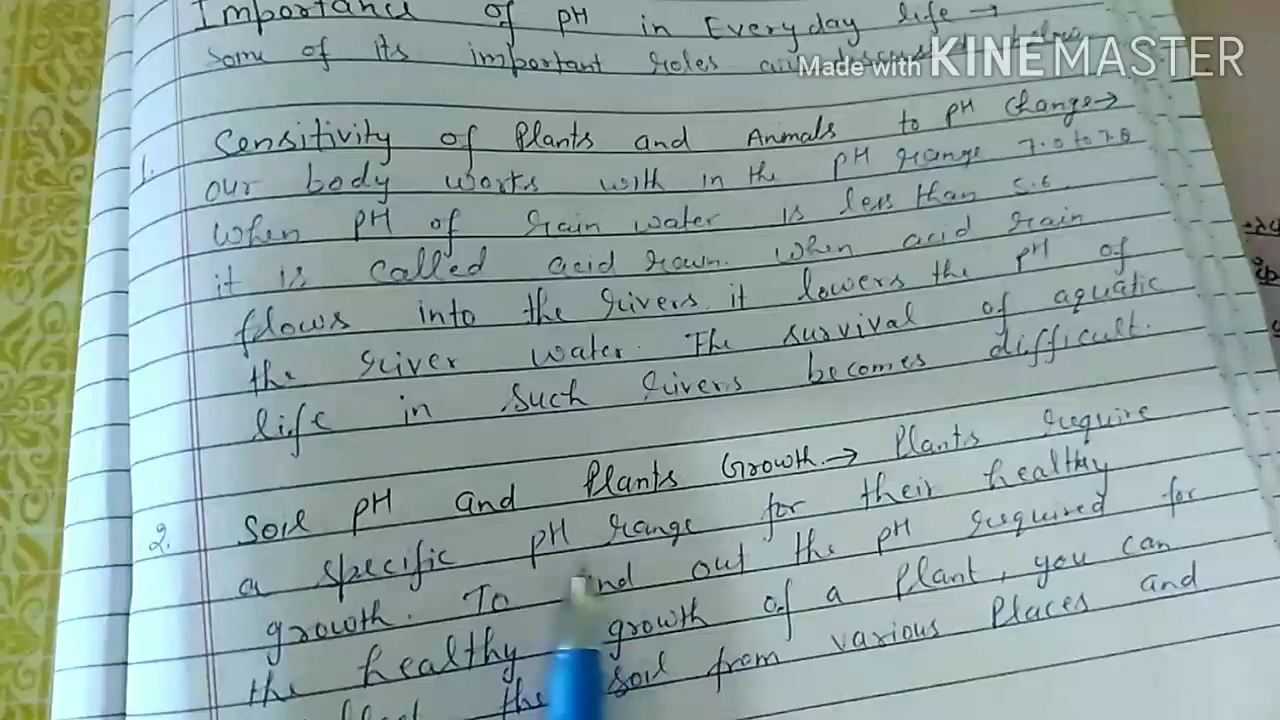 Importance of pH in Everyday life →
Some of its important roles
Made with KINEMASTER
Sensitivity of Plants and Animals to pH Change →
1. our body works with in the pH range 7.0 to 7.8
When pH of rain water is less than 5.6
it is called acid rain. When acid rain
flows into the rivers it lowers the pH of
the river water. The survival of aquatic
life in such rivers becomes difficult.
2. Soil pH and Plants Growth. → Plants require
a specific pH range for their healthy
growth. To find out the pH required for
the healthy growth of a plant, you can
the soil from various Places and